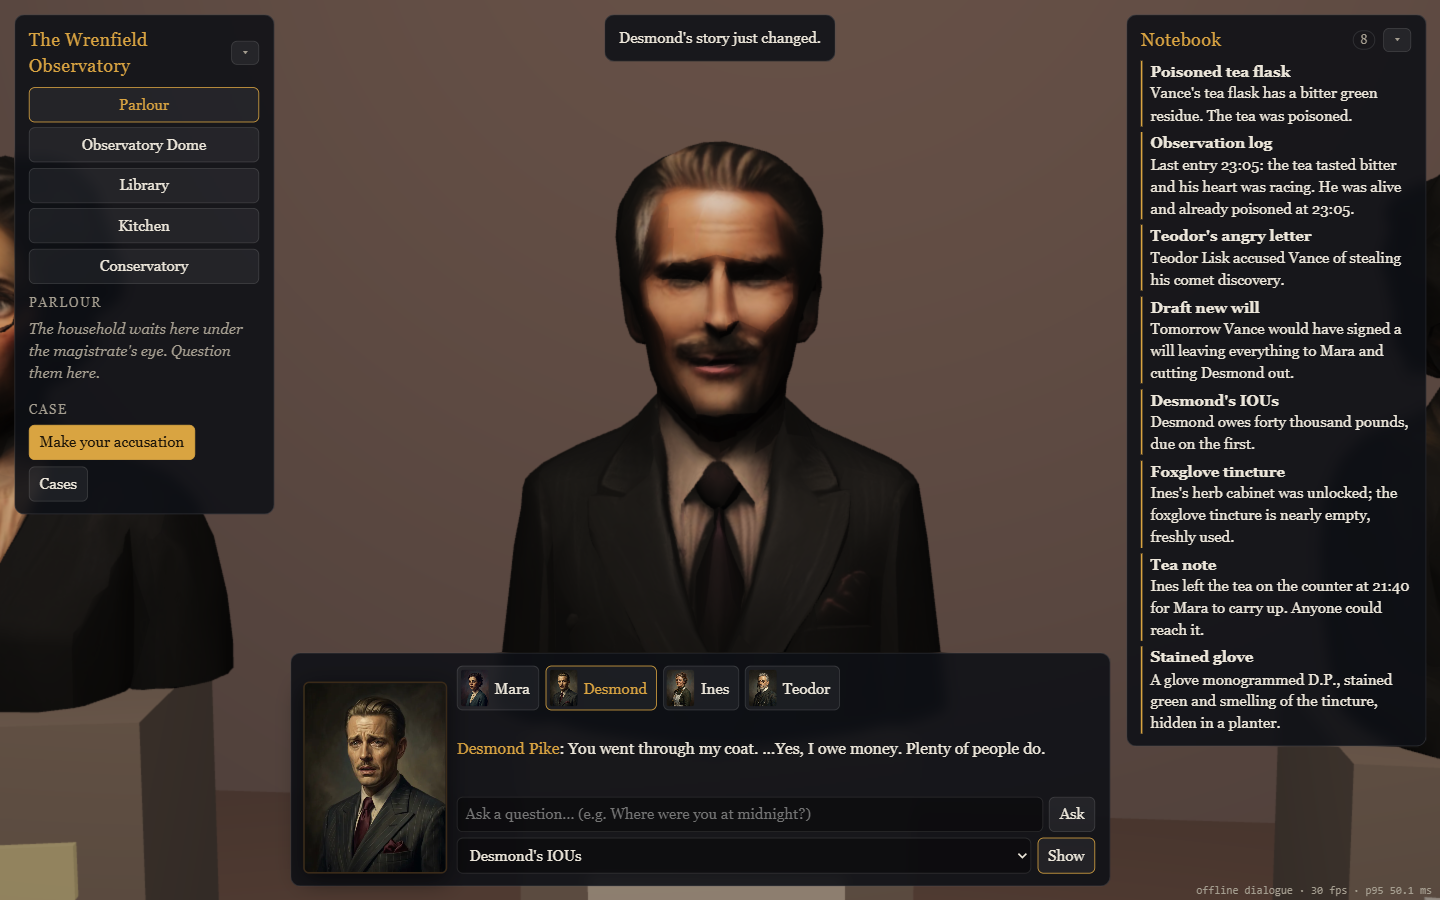 The Wrenfield
Observatory
Parlour
Observatory Dome
Library
Kitchen
Conservatory
PARLOUR
The household waits here under
the magistrate's eye. Question
them here.
CASE
Make your accusation
Cases
Desmond's story just changed.
Notebook 8
Poisoned tea flask
Vance's tea flask has a bitter green
residue. The tea was poisoned.
Observation log
Last entry 23:05: the tea tasted bitter
and his heart was racing. He was alive
and already poisoned at 23:05.
Teodor's angry letter
Teodor Lisk accused Vance of stealing
his comet discovery.
Draft new will
Tomorrow Vance would have signed a
will leaving everything to Mara and
cutting Desmond out.
Desmond's IOUs
Desmond owes forty thousand pounds,
due on the first.
Foxglove tincture
Ines's herb cabinet was unlocked; the
foxglove tincture is nearly empty,
freshly used.
Tea note
Ines left the tea on the counter at 21:40
for Mara to carry up. Anyone could
reach it.
Stained glove
A glove monogrammed D.P., stained
green and smelling of the tincture,
hidden in a planter.
Mara Desmond Ines Teodor
Desmond Pike: You went through my coat. ...Yes, I owe money. Plenty of people do.
Ask a question... (e.g. Where were you at midnight?) Ask
Desmond's IOUs Show
offline dialogue · 30 fps · p95 50.1 ms